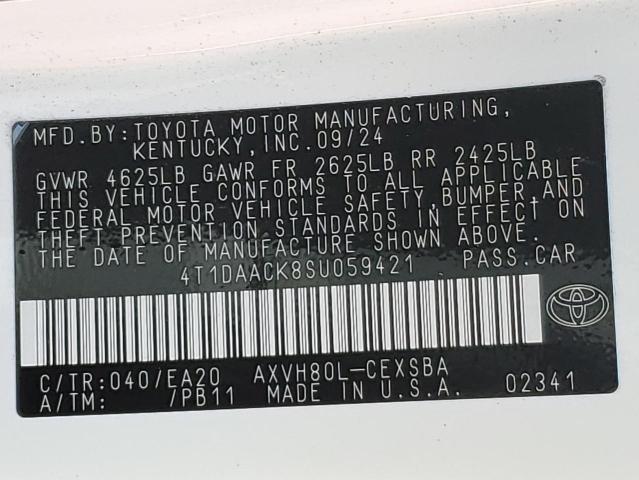 MFD.BY:TOYOTA MOTOR MANUFACTURING,
KENTUCKY,INC.09/24
GVWR 4625LB GAWR FR 2625LB RR 2425LB
THIS VEHICLE CONFORMS TO ALL APPLICABLE
FEDERAL MOTOR VEHICLE SAFETY,BUMPER,AND
THEFT PREVENTION STANDARDS IN EFFECT ON
THE DATE OF MANUFACTURE SHOWN ABOVE.
4T1DAACK8SU059421 PASS.CAR
C/TR:040/EA20 AXVH80L-CEXSBA
A/TM: /PB11 MADE IN U.S.A. 02341